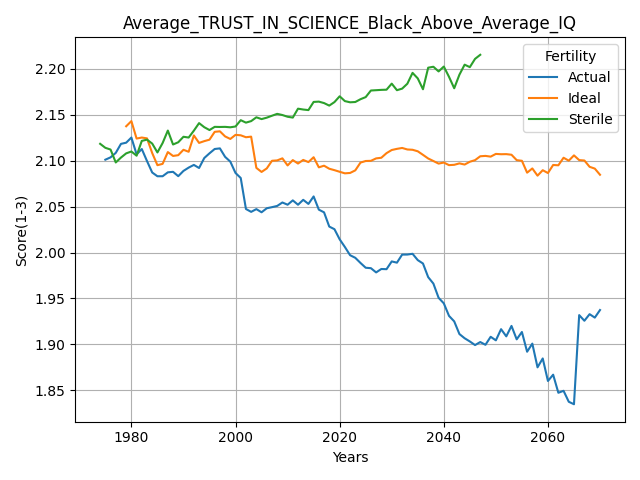 Average_TRUST_IN_SCIENCE_Black_Above_Average_IQ
Score(1-3)
2.20
2.15
2.10
2.05
2.00
1.95
1.90
1.85
Fertility
Actual
Ideal
Sterile
1980
2000
2020
2040
2060
Years